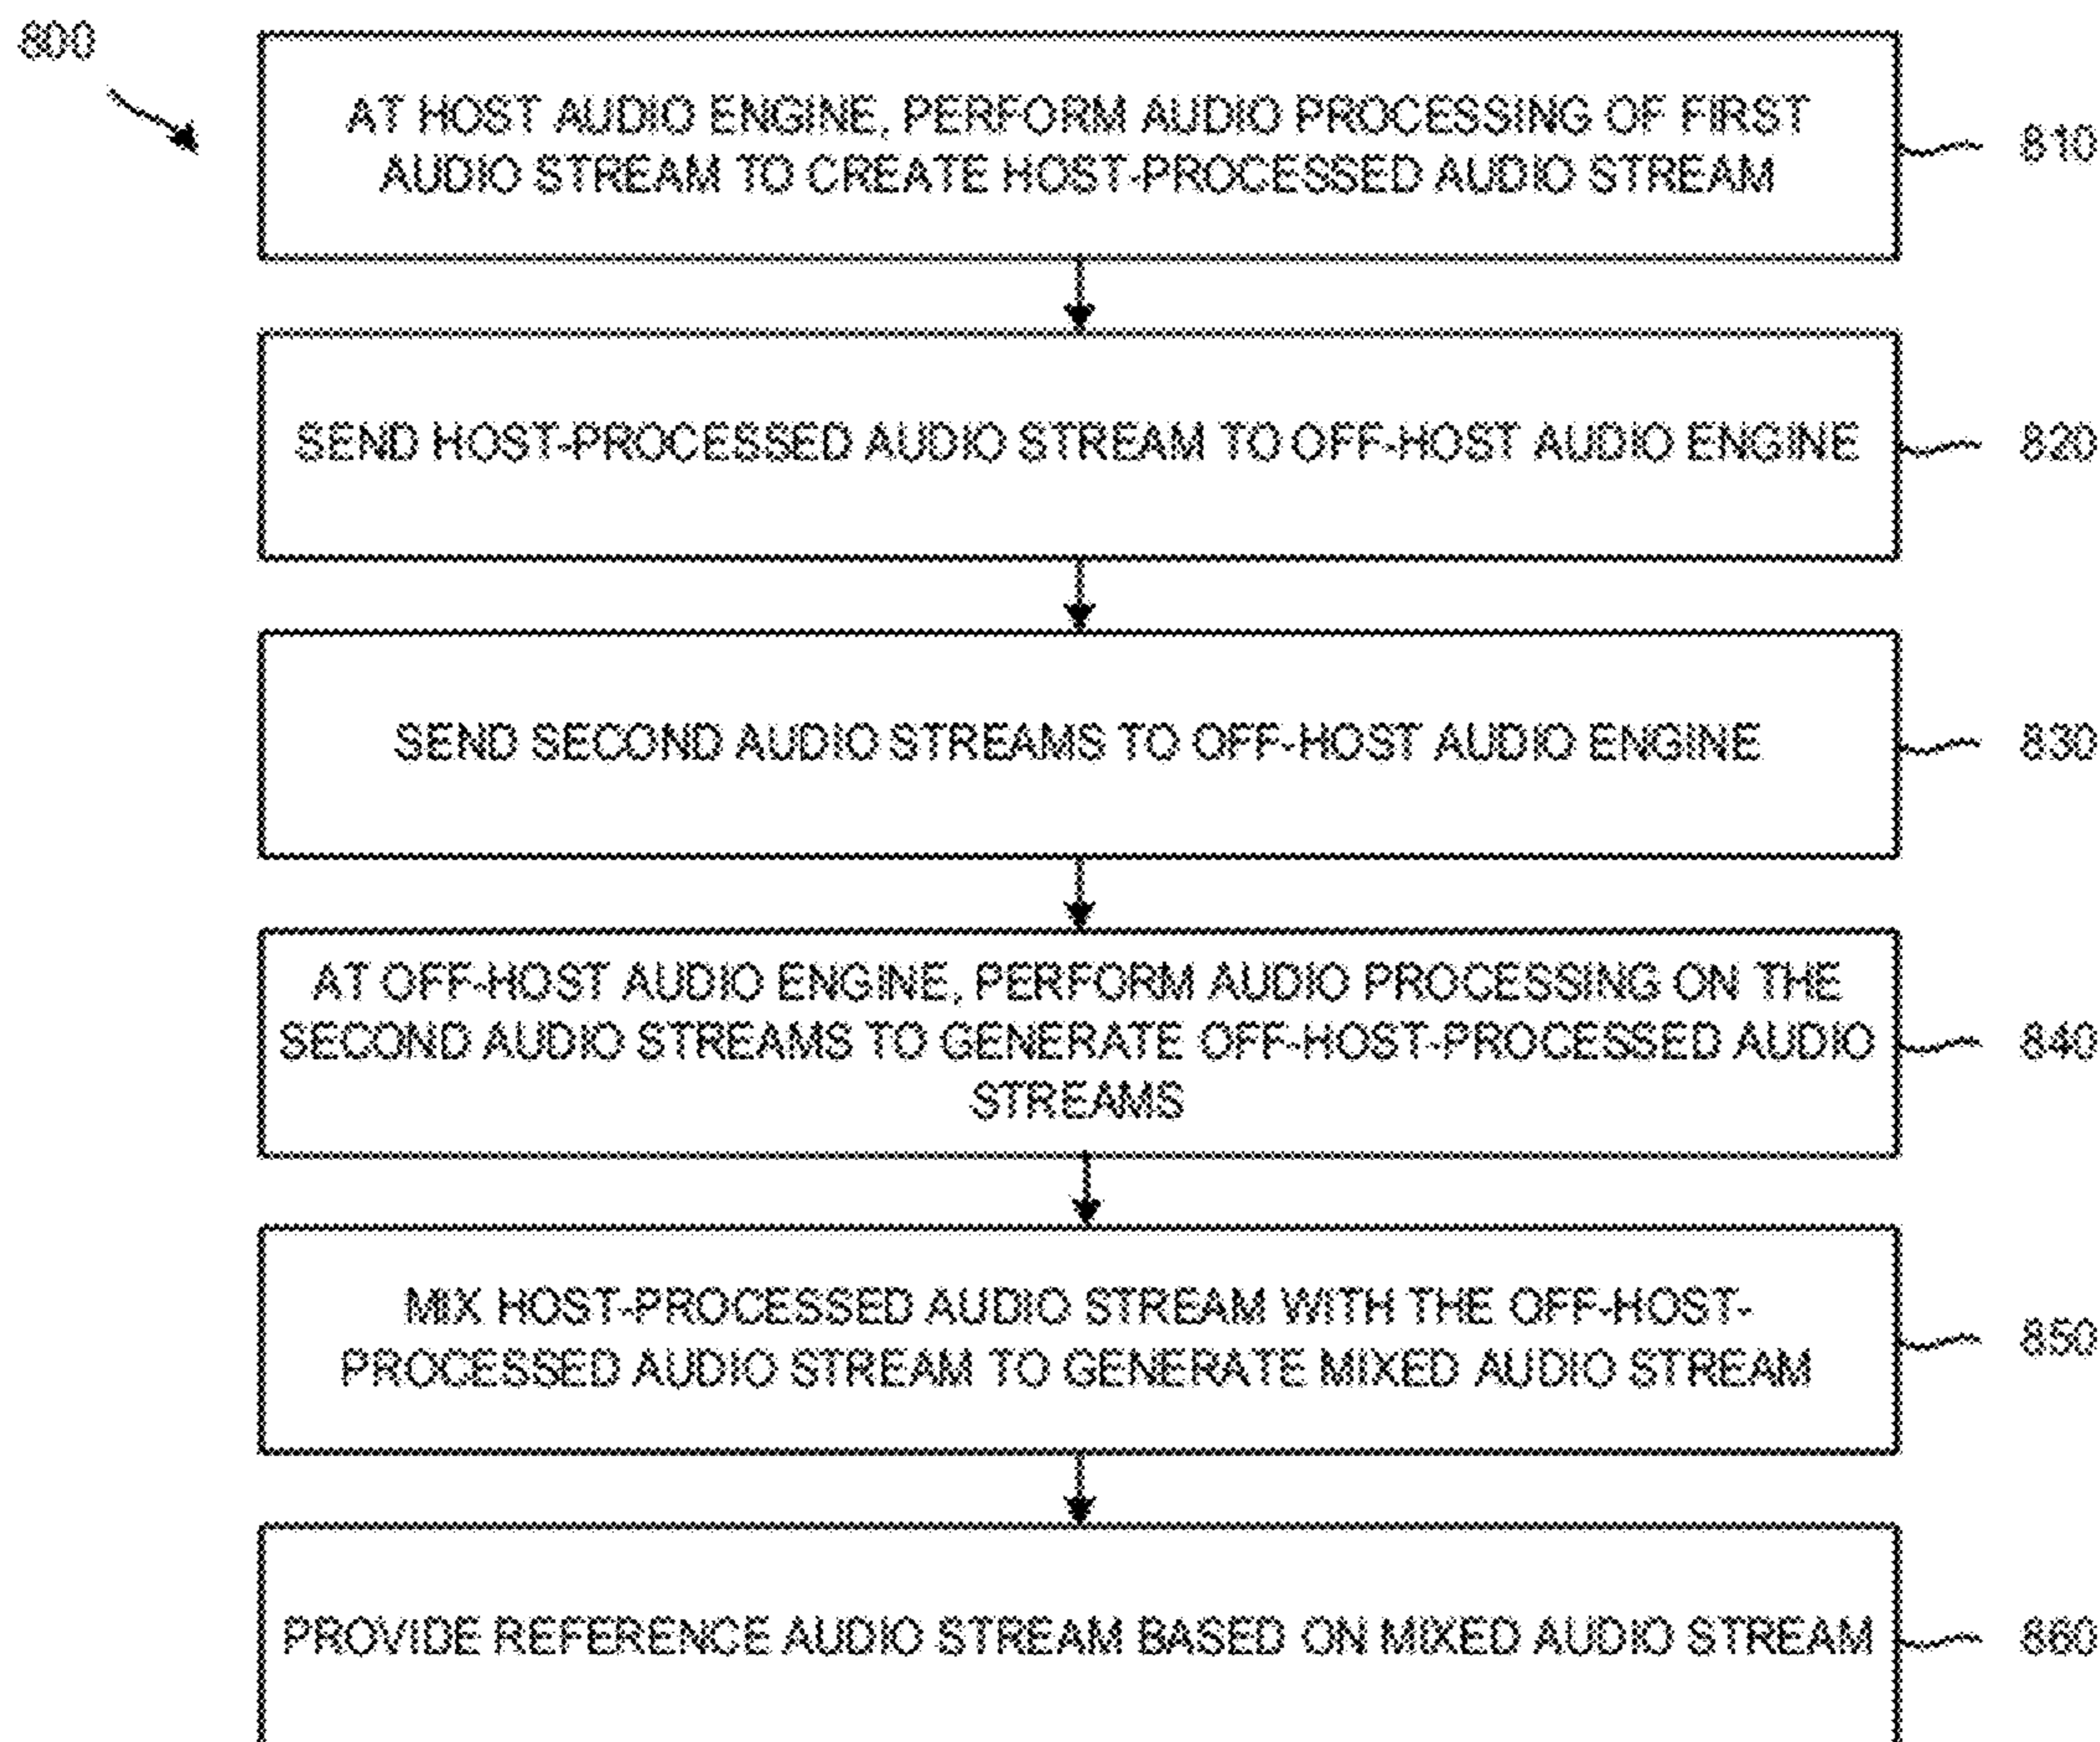 800
AT HOST AUDIO ENGINE, PERFORM AUDIO PROCESSING OF FIRST
AUDIO STREAM TO CREATE HOST-PROCESSED AUDIO STREAM
810
SEND HOST-PROCESSED AUDIO STREAM TO OFF-HOST AUDIO ENGINE
820
SEND SECOND AUDIO STREAMS TO OFF-HOST AUDIO ENGINE
830
AT OFF-HOST AUDIO ENGINE, PERFORM AUDIO PROCESSING ON THE
SECOND AUDIO STREAMS TO GENERATE OFF-HOST-PROCESSED AUDIO
STREAMS
840
MIX HOST-PROCESSED AUDIO STREAM WITH THE OFF-HOST-
PROCESSED AUDIO STREAM TO GENERATE MIXED AUDIO STREAM
850
PROVIDE REFERENCE AUDIO STREAM BASED ON MIXED AUDIO STREAM
860